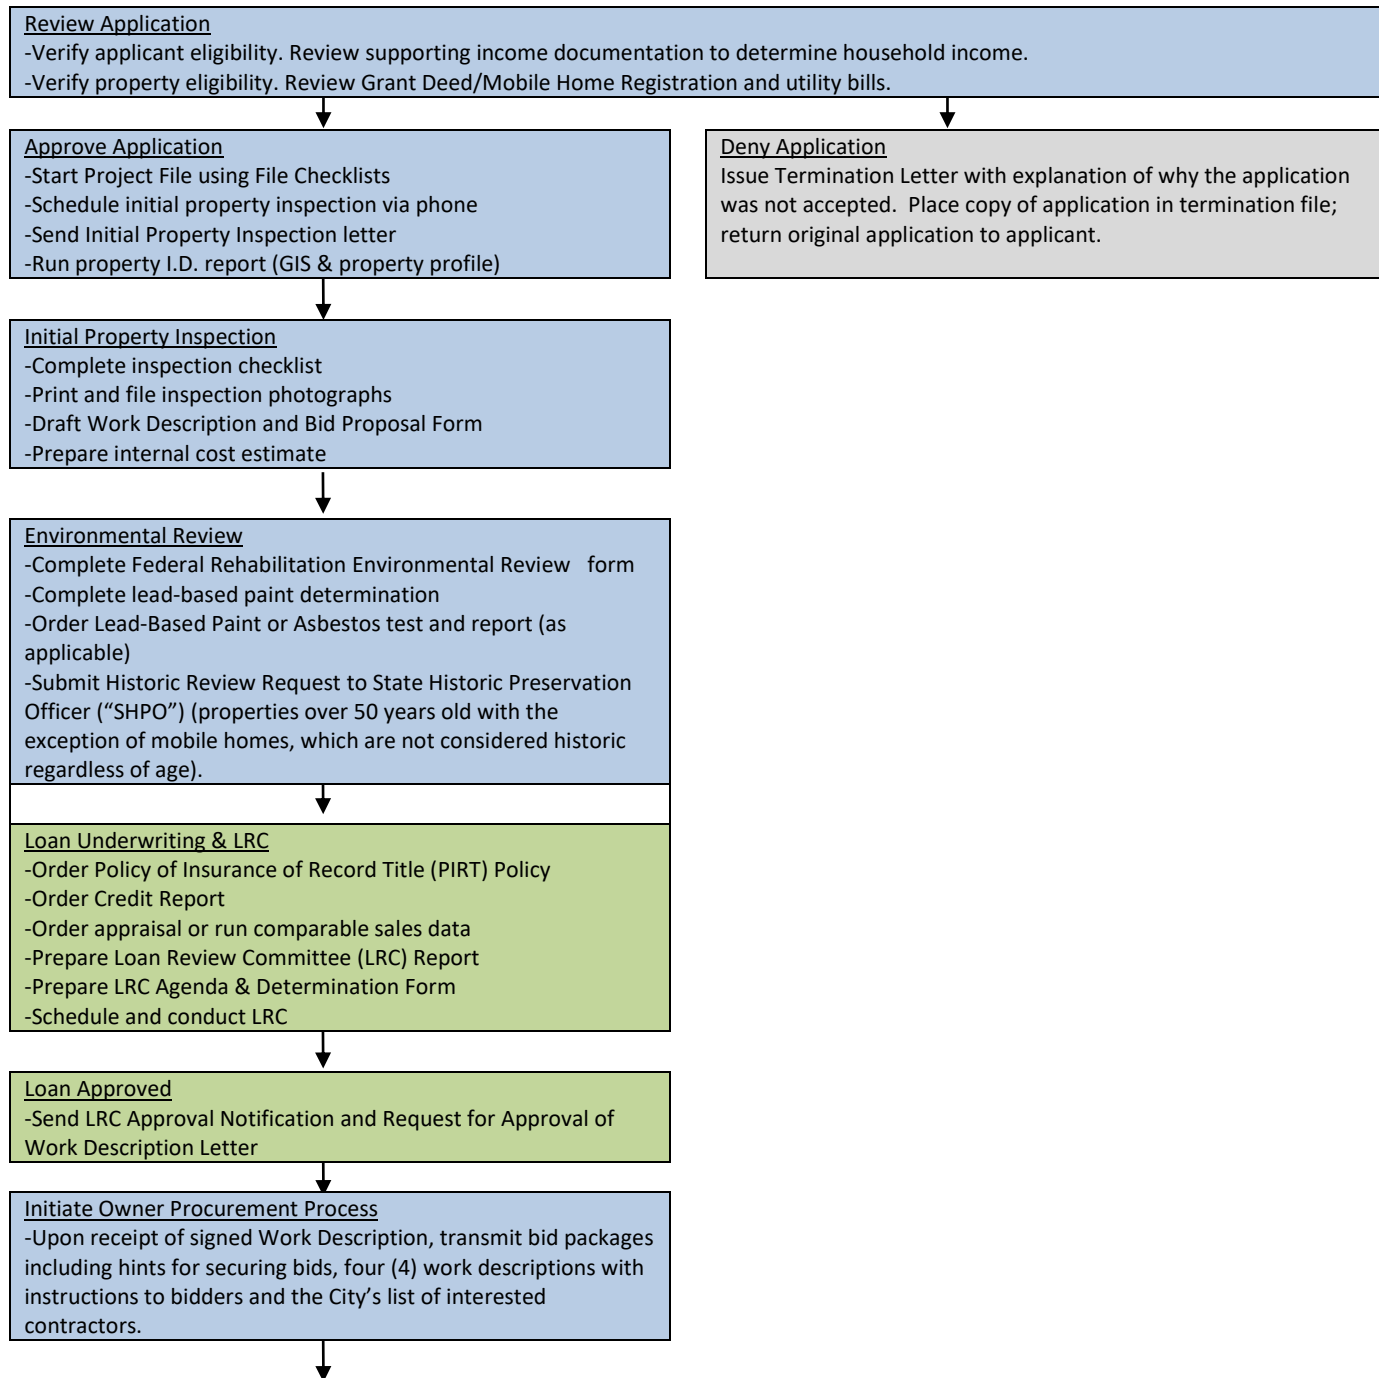 Review Application
-Verify applicant eligibility. Review supporting income documentation to determine household income.
-Verify property eligibility. Review Grant Deed/Mobile Home Registration and utility bills.
Approve Application
-Start Project File using File Checklists
-Schedule initial property inspection via phone
-Send Initial Property Inspection letter
-Run property I.D. report (GIS & property profile)
Deny Application
Issue Termination Letter with explanation of why the application
was not accepted.  Place copy of application in termination file;
return original application to applicant.
Initial Property Inspection
-Complete inspection checklist
-Print and file inspection photographs
-Draft Work Description and Bid Proposal Form
-Prepare internal cost estimate
Environmental Review
-Complete Federal Rehabilitation Environmental Review   form
-Complete lead-based paint determination
-Order Lead-Based Paint or Asbestos test and report (as
applicable)
-Submit Historic Review Request to State Historic Preservation
Officer (“SHPO”) (properties over 50 years old with the
exception of mobile homes, which are not considered historic
regardless of age).
Loan Underwriting & LRC
-Order Policy of Insurance of Record Title (PIRT) Policy
-Order Credit Report
-Order appraisal or run comparable sales data
-Prepare Loan Review Committee (LRC) Report
-Prepare LRC Agenda & Determination Form
-Schedule and conduct LRC
Loan Approved
-Send LRC Approval Notification and Request for Approval of
Work Description Letter
Initiate Owner Procurement Process
-Upon receipt of signed Work Description, transmit bid packages
including hints for securing bids, four (4) work descriptions with
instructions to bidders and the City’s list of interested
contractors.